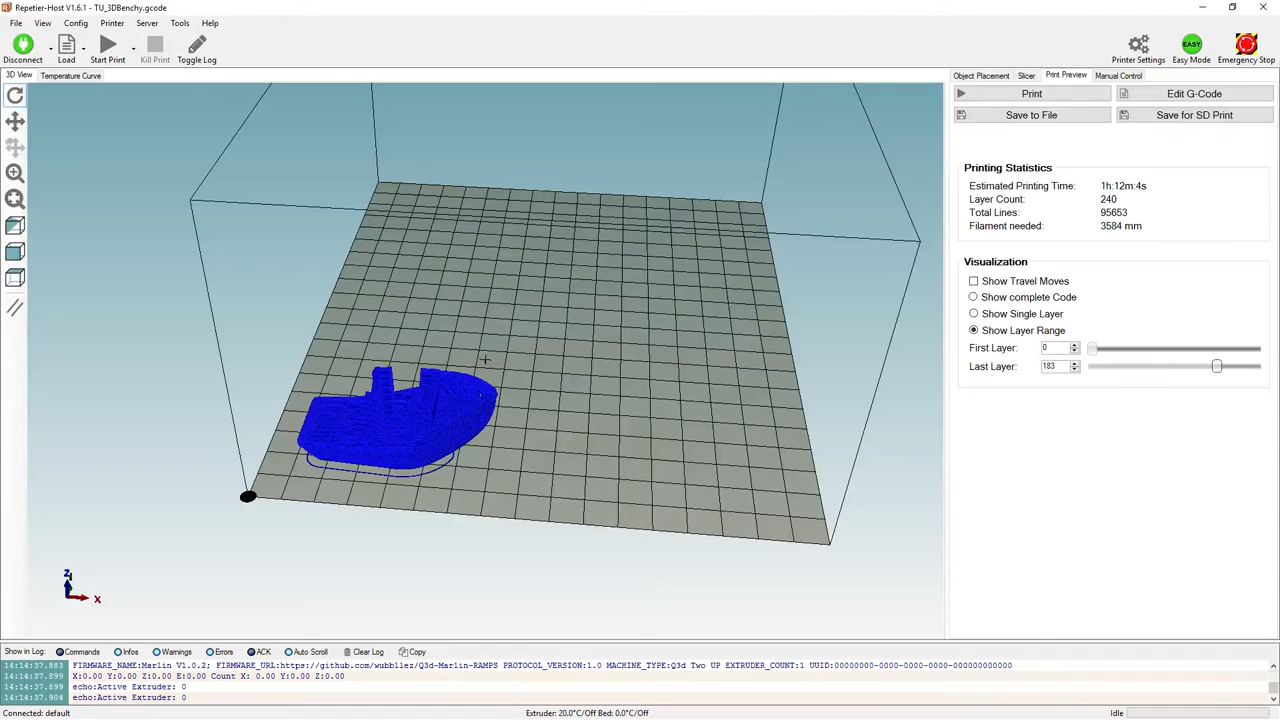 Repetier-Host V1.6.1 - TU_3DBenchy.gcode
File View Config Printer Server Tools Help
Disconnect Load Start Print Kill Print Toggle Log Printer Settings EASY Easy Mode Emergency Stop
3D View Temperature Curve Object Placement Slicer Print Preview Manual Control
Print Edit G-Code
Save to File Save for SD Print
Printing Statistics
Estimated Printing Time: 1h:12m:4s
Layer Count: 240
Total Lines: 95653
Filament needed: 3584 mm
Visualization
Show Travel Moves
Show complete Code
Show Single Layer
Show Layer Range
First Layer: 0
Last Layer: 183
Z
X
Show in Log: Commands Infos Warnings Errors ACK Auto Scroll Clear Log Copy
14:14:37.883 FIRMWARE_NAME:Marlin V1.0.2; FIRMWARE_URL:https://github.com/wubbllez/Q3d-Marlin-RAMPS PROTOCOL_VERSION:1.0 MACHINE_TYPE:Q3d Two UP EXTRUDER_COUNT:1 UUID:00000000-0000-0000-0000-000000000000
14:14:37.899 X:0.00 Y:0.00 Z:0.00 E:0.00 Count X: 0.00 Y:0.00 Z:0.00
14:14:37.899 echo:Active Extruder: 0
14:14:37.904 echo:Active Extruder: 0
Connected: default Extruder: 20.0°C/Off Bed: 0.0°C/Off Idle